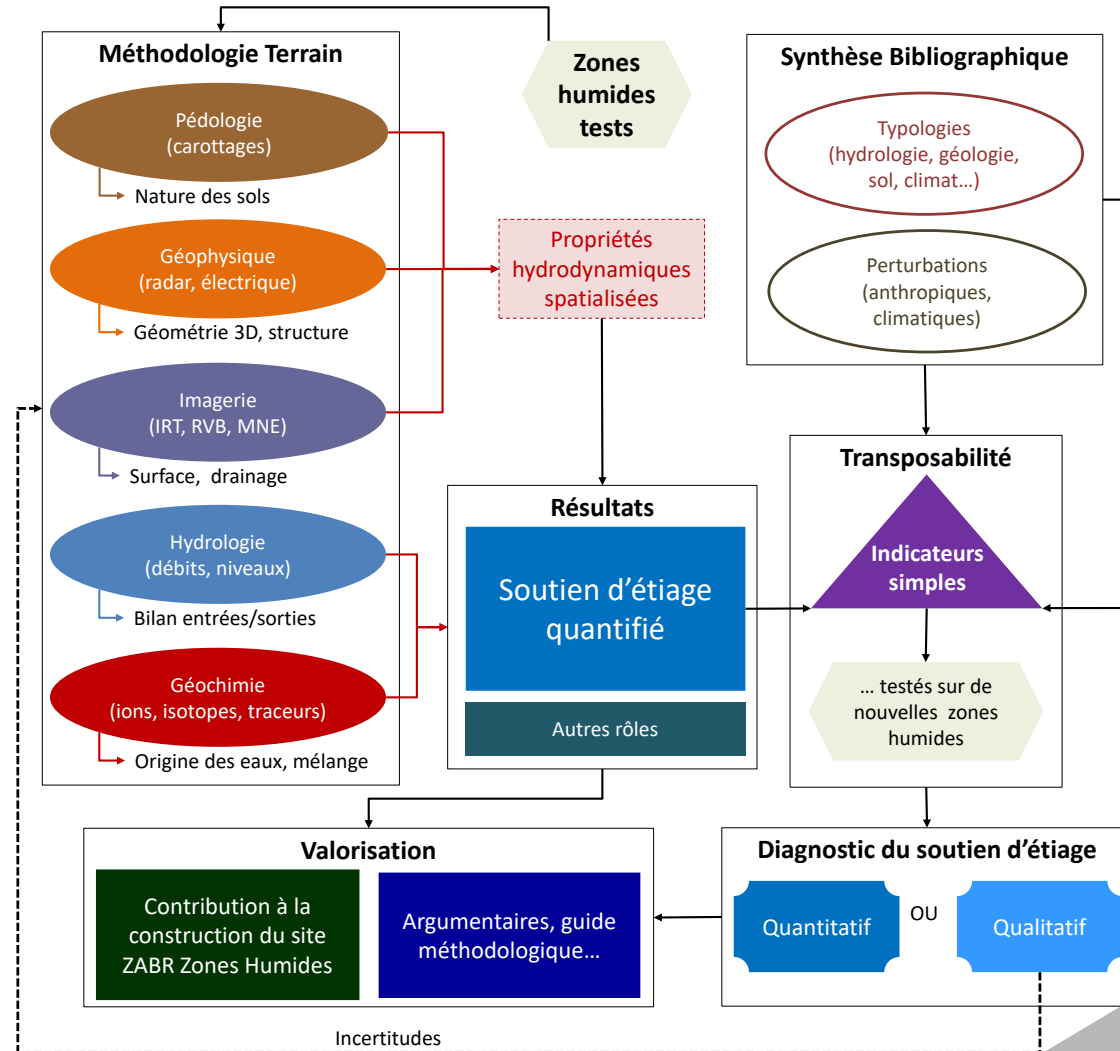 Méthodologie Terrain
Pédologie
(carottages)
Nature des sols
Géophysique
(radar, électrique)
Géométrie 3D, structure
Imagerie
(IRT, RVB, MNE)
Surface, drainage
Hydrologie
(débits, niveaux)
Bilan entrées/sorties
Géochimie
(ions, isotopes, traceurs)
Origine des eaux, mélange
Zones
humides
tests
Propriétés
hydrodynamiques
spatialisées
Synthèse Bibliographique
Typologies
(hydrologie, géologie,
sol, climat…)
Perturbations
(anthropiques,
climatiques)
Résultats
Soutien d’étiage
quantifié
Autres rôles
Transposabilité
Indicateurs
simples
… testés sur de
nouvelles zones
humides
Valorisation
Contribution à la
construction du site
ZABR Zones Humides
Argumentaires, guide
méthodologique…
Diagnostic du soutien d’étiage
Quantitatif
OU
Qualitatif
Incertitudes